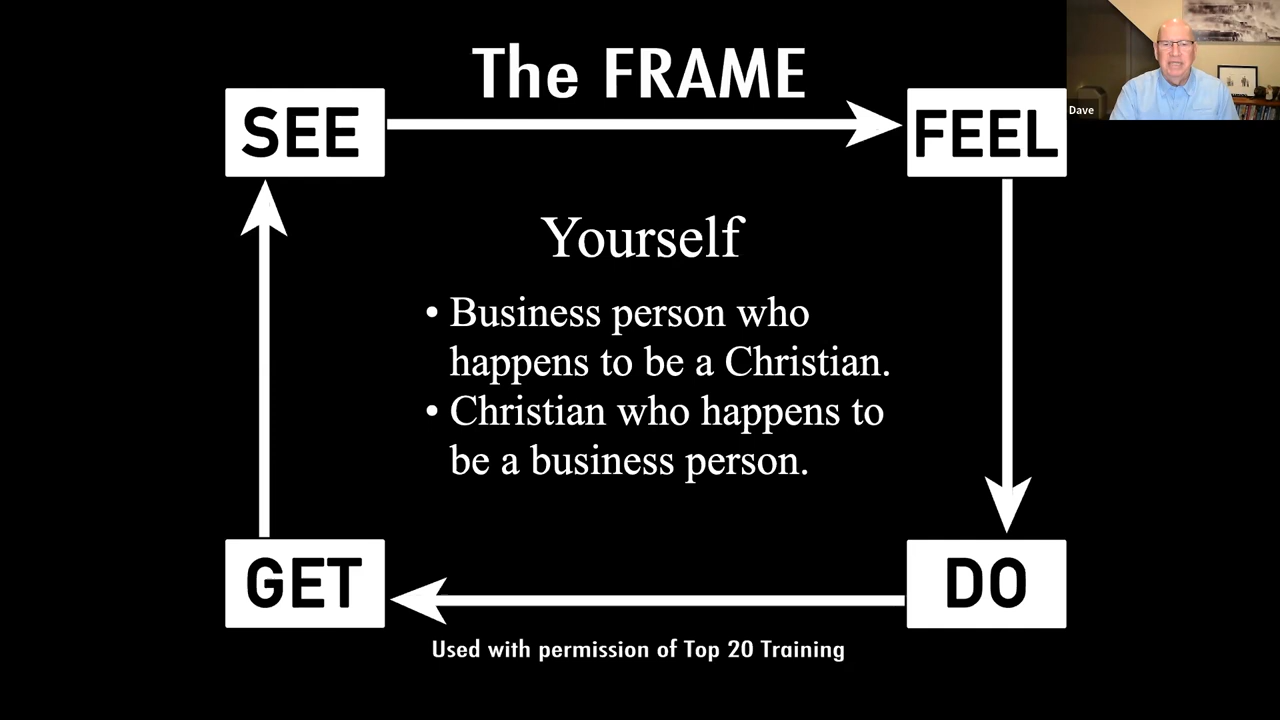 The FRAME
SEE
FEEL
Dave
Yourself
• Business person who
happens to be a Christian.
• Christian who happens to
be a business person.
GET
DO
Used with permission of Top 20 Training